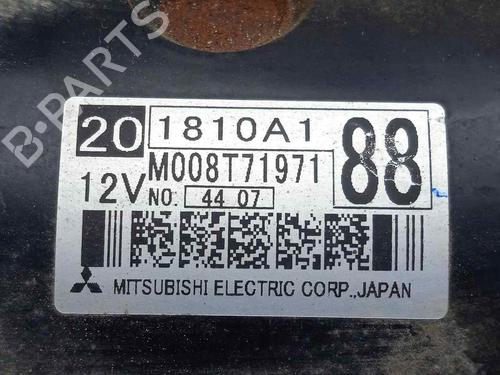 B-PARTS
20 1810A1 88
M008T71971
12V NO: 44 07
MITSUBISHI ELECTRIC CORP.,JAPAN